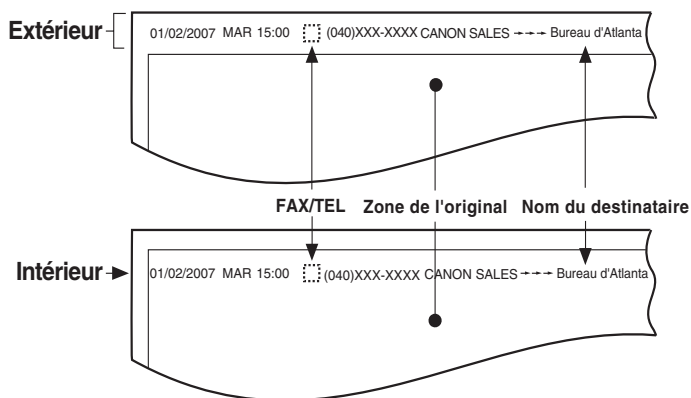 Extérieur
01/02/2007 MAR 15:00 (040)XXX-XXXX CANON SALES → → → Bureau d'Atlanta
FAX/TEL Zone de l'original Nom du destinataire
Intérieur
01/02/2007 MAR 15:00 (040)XXX-XXXX CANON SALES → → → Bureau d'Atlanta